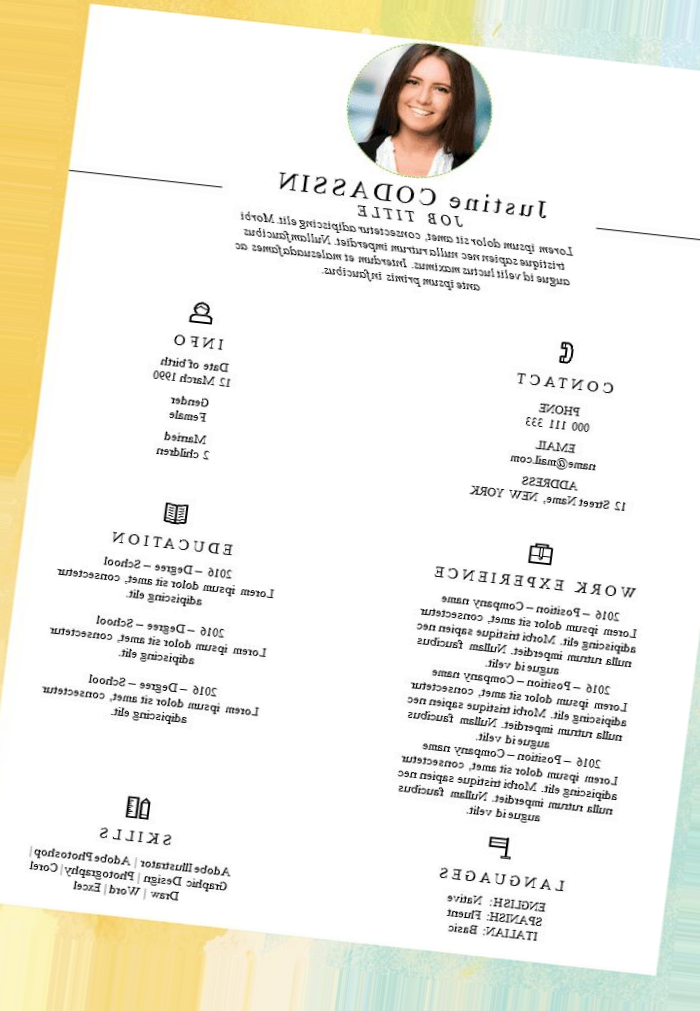 Justine CODASSIN
JOB TITLE
Lorem ipsum dolor sit amet, consectetur adipiscing elit. Morbi
tristique sapien nec nulla rutrum imperdiet. Nullam faucibus
augue id velit luctus maximus. Interdum et malesuada fames ac
ante ipsum primis in faucibus.
CONTACT
PHONE
000 111 333
EMAIL
name@mail.com
ADDRESS
12 Street Name, NEW YORK
WORK EXPERIENCE
2016 – Position – Company name
Lorem ipsum dolor sit amet, consectetur
adipiscing elit. Morbi tristique sapien nec
nulla rutrum imperdiet. Nullam faucibus
augue id velit.
2016 – Position – Company name
Lorem ipsum dolor sit amet, consectetur
adipiscing elit. Morbi tristique sapien nec
nulla rutrum imperdiet. Nullam faucibus
augue id velit.
2016 – Position – Company name
Lorem ipsum dolor sit amet, consectetur
adipiscing elit. Morbi tristique sapien nec
nulla rutrum imperdiet. Nullam faucibus
augue id velit.
LANGUAGES
ENGLISH: Native
SPANISH: Fluent
ITALIAN: Basic
INFO
Date of birth
12 March 1990
Gender
Female
Married
2 children
EDUCATION
2016 – Degree – School
Lorem ipsum dolor sit amet, consectetur
adipiscing elit.
2016 – Degree – School
Lorem ipsum dolor sit amet, consectetur
adipiscing elit.
2016 – Degree – School
Lorem ipsum dolor sit amet, consectetur
adipiscing elit.
SKILLS
Adobe Illustrator | Adobe Photoshop |
Graphic Design | Photography | Corel
Draw | Word | Excel